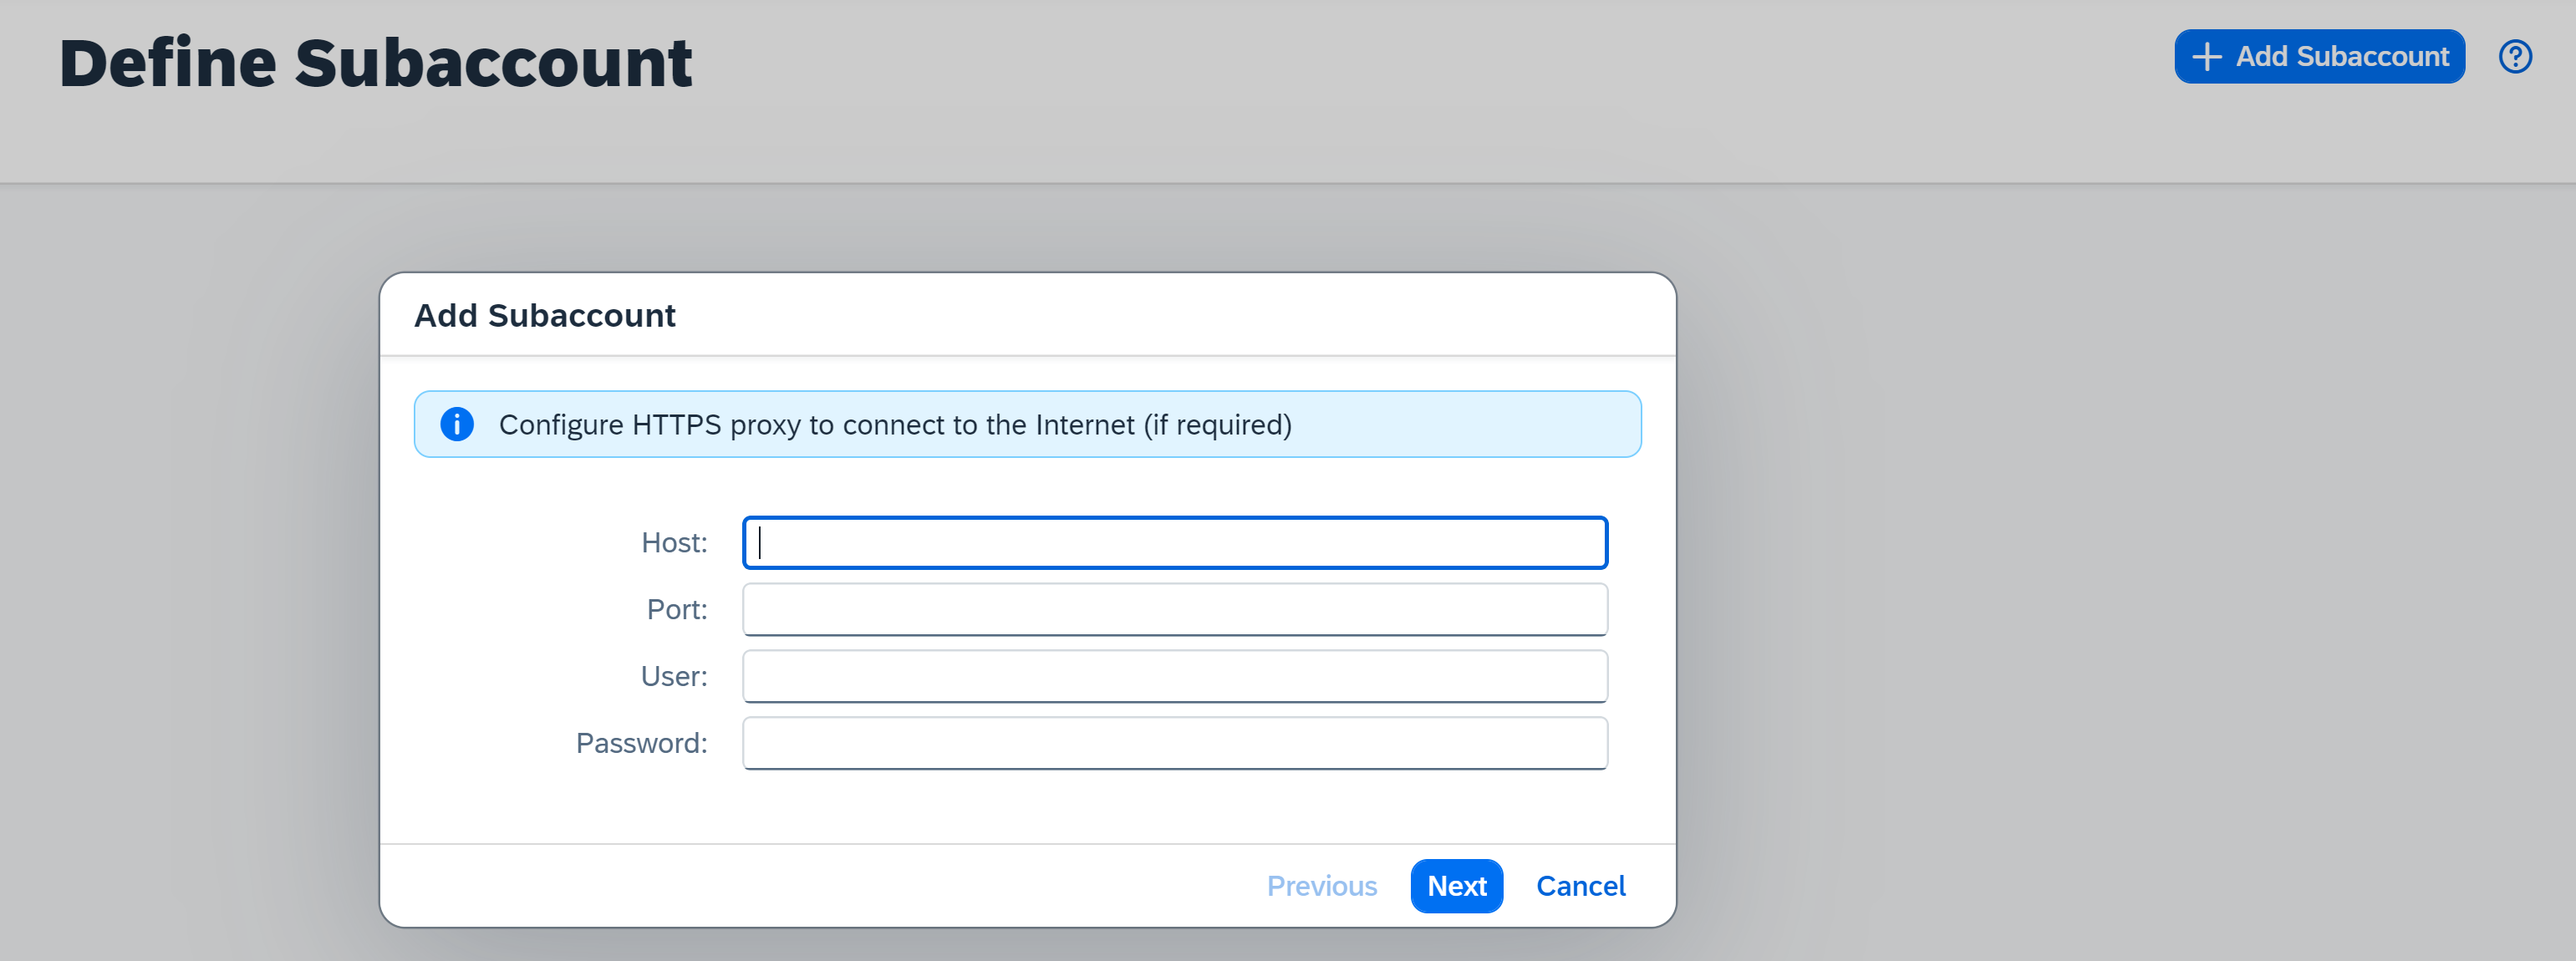 Define Subaccount
Add Subaccount
Add Subaccount
Configure HTTPS proxy to connect to the Internet (if required)
Host:
Port:
User:
Password:
Previous Next Cancel